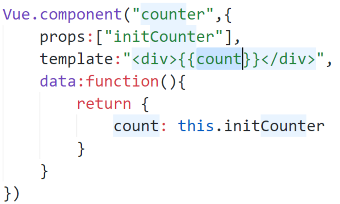 Vue.component("counter",{
    props:["initCounter"],
    template:"<div>{{count}}</div>",
    data:function(){
        return {
            count: this.initCounter
        }
    }
})